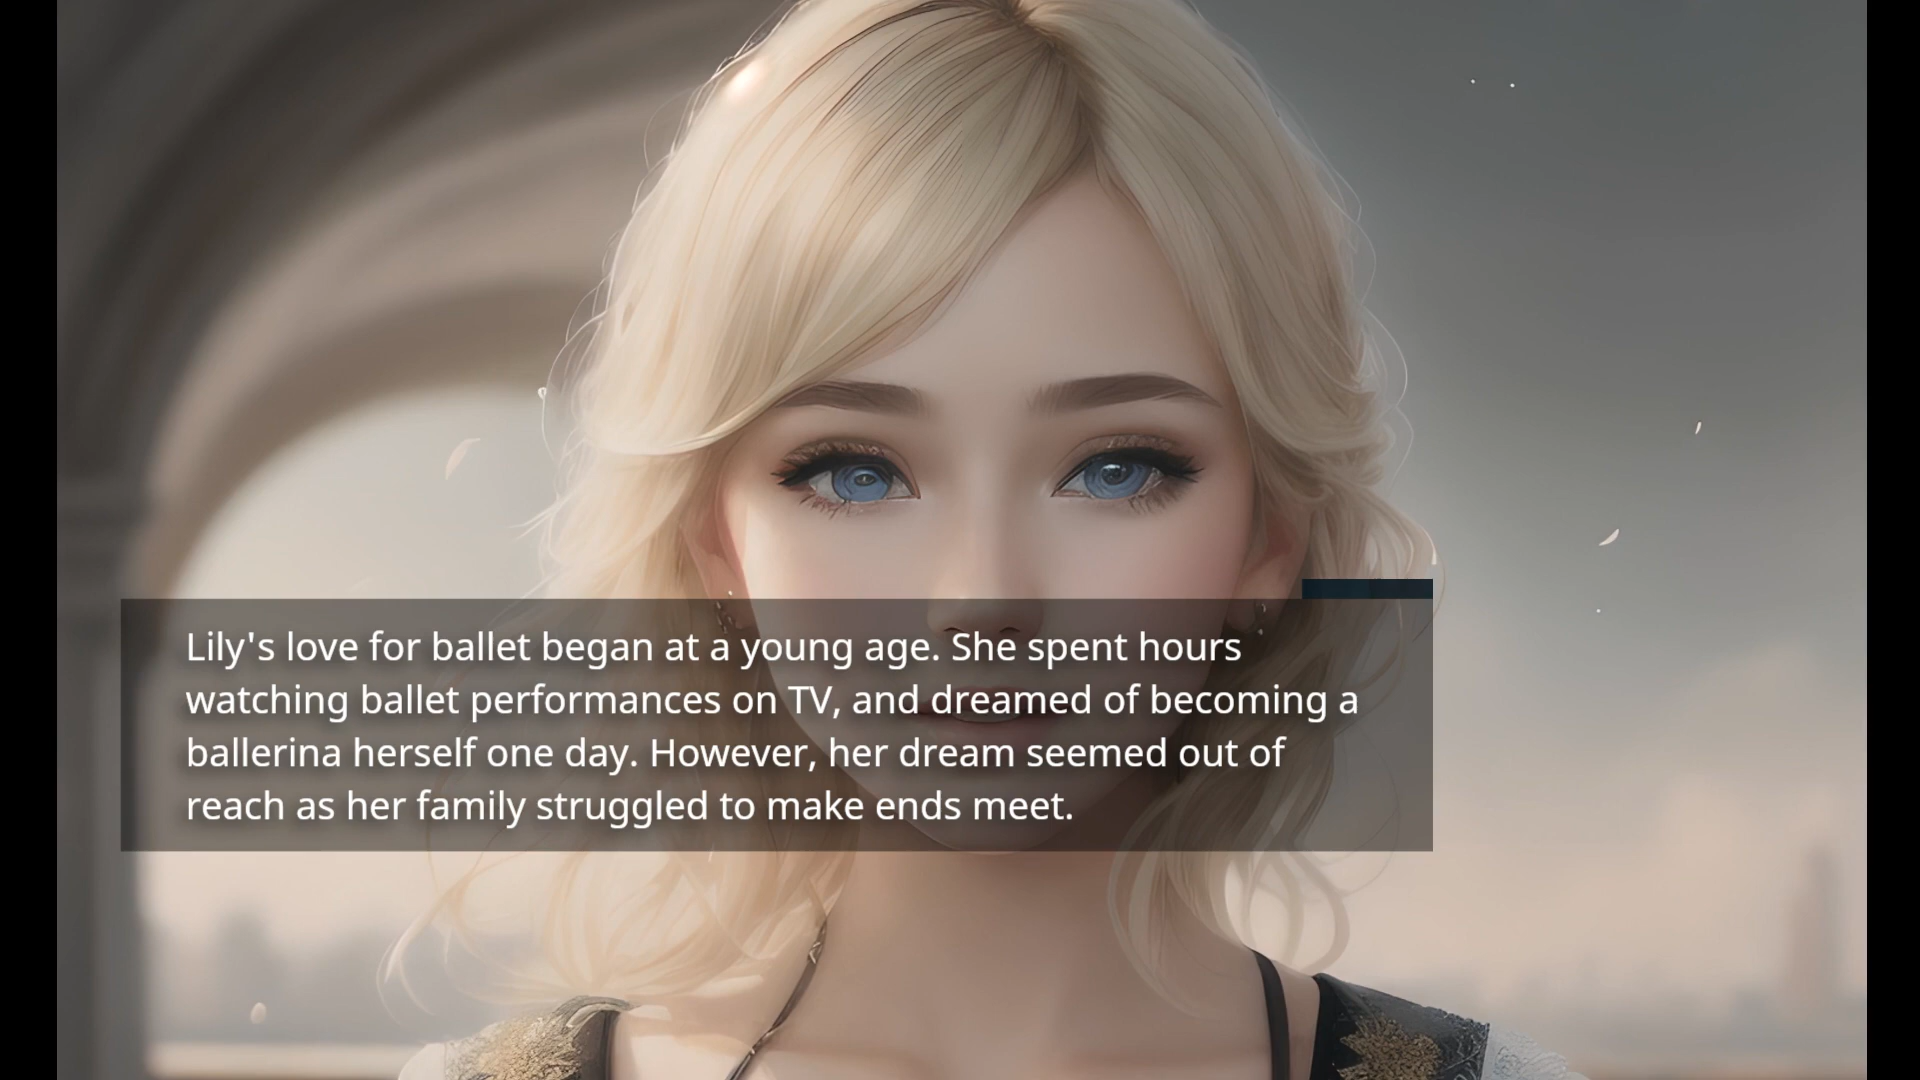 Lily's love for ballet began at a young age. She spent hours
watching ballet performances on TV, and dreamed of becoming a
ballerina herself one day. However, her dream seemed out of
reach as her family struggled to make ends meet.